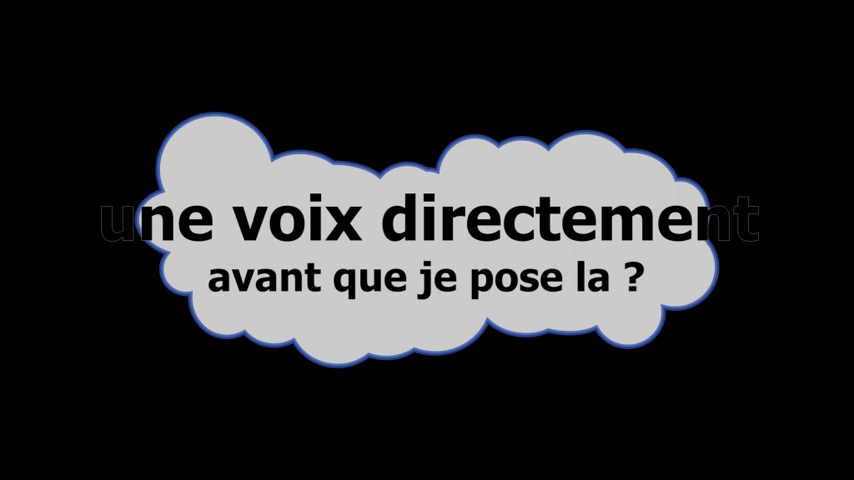 une voix directement
avant que je pose la ?